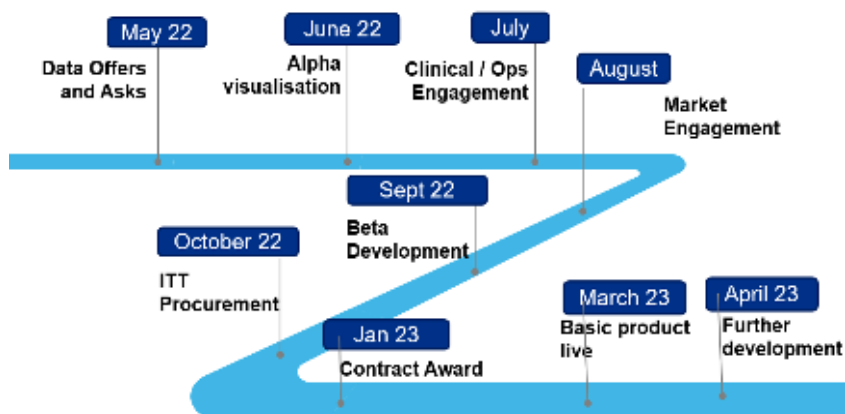 May 22
Data Offers
and Asks
June 22
Alpha
visualisation
July
Clinical / Ops
Engagement
August
Market
Engagement
Sept 22
Beta
Development
October 22
ITT
Procurement
Jan 23
Contract Award
March 23
Basic product
live
April 23
Further
development